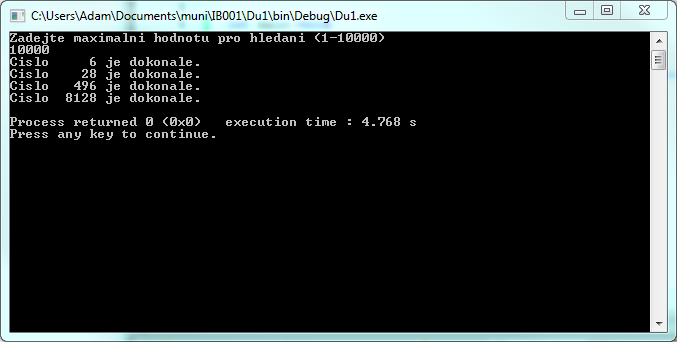 C:\Users\Adam\Documents\muni\IB001\Du1\bin\Debug\Du1.exe
Zadejte maximalni hodnotu pro hledani (1-10000)
10000
Cislo     6 je dokonale.
Cislo    28 je dokonale.
Cislo   496 je dokonale.
Cislo  8128 je dokonale.
Process returned 0 (0x0)   execution time : 4.768 s
Press any key to continue.